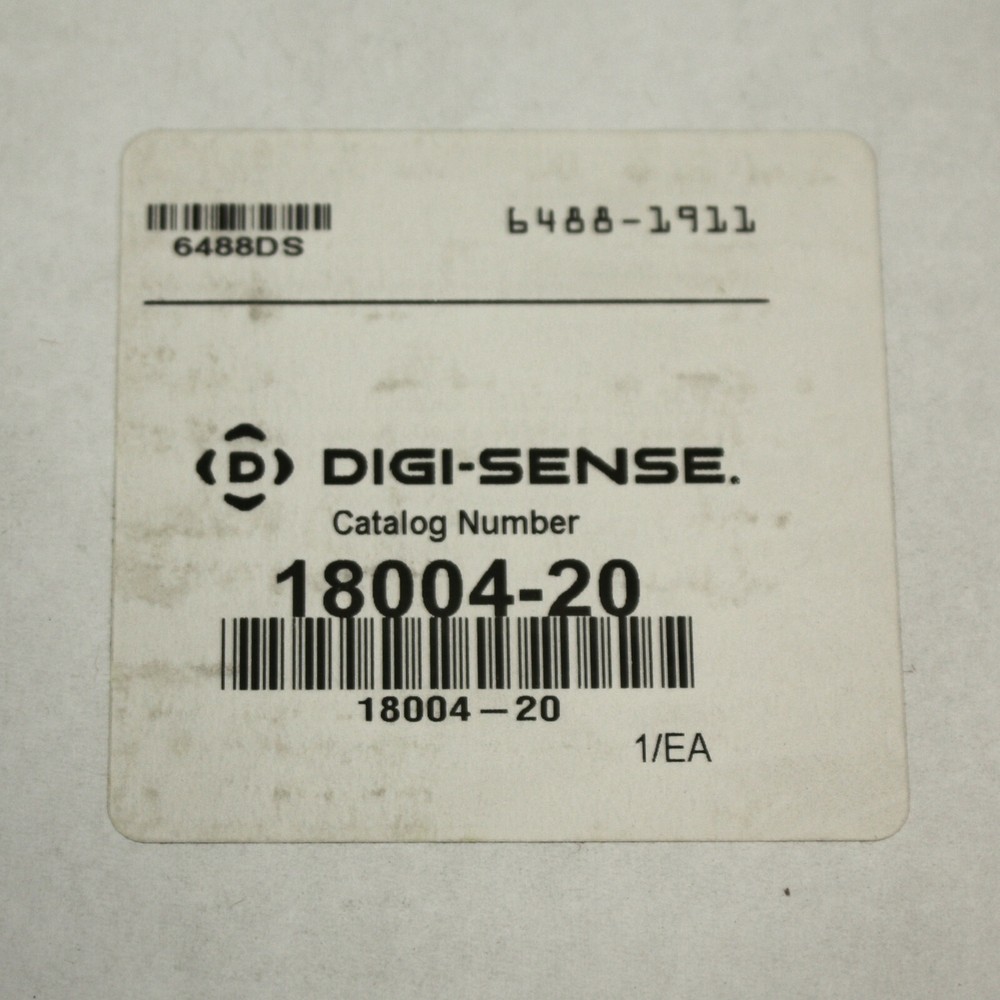 6488DS
6488-1911
D DIGI-SENSE.
Catalog Number
18004-20
18004-20
1/EA